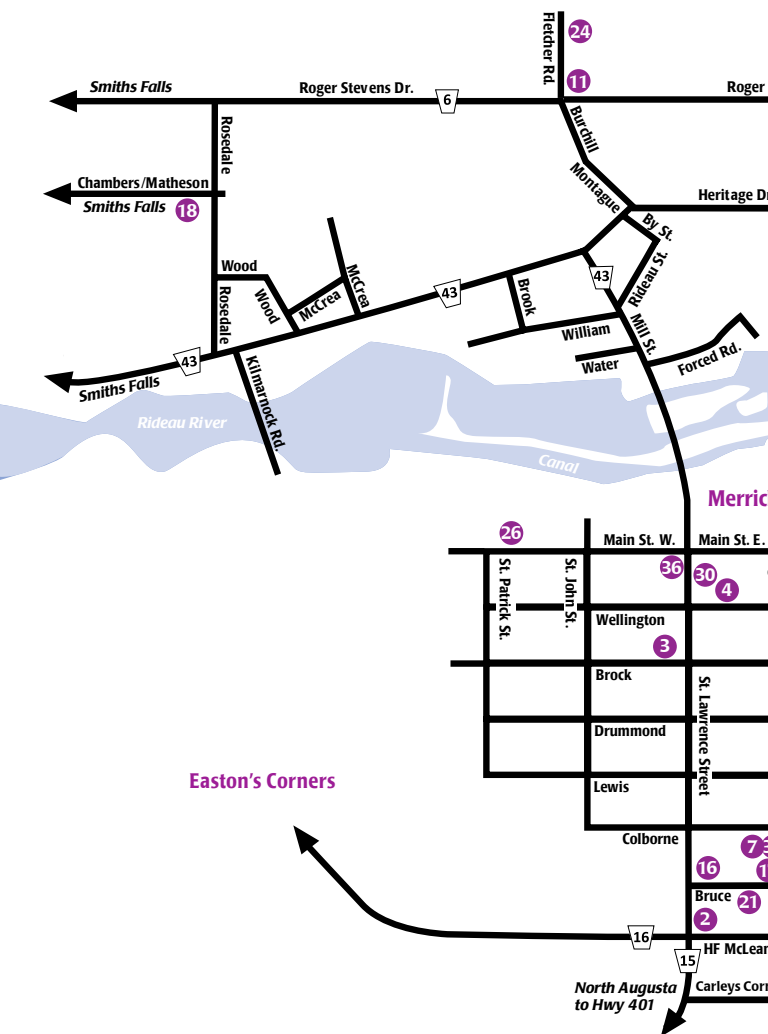 Fletcher Rd.
24
11
Smiths Falls
Roger Stevens Dr.
6
Roger
Rosedale
Burchill
Chambers/Matheson
Smiths Falls
18
Montague
Heritage
By St.
Rideau St.
Wood
Wood
McCrea
McCrea
43
43
Rosedale
Brook
William
Mill St.
Water
Forced Rd.
43
Smiths Falls
Kilmarnock Rd.
Rideau River
Canal
26
Main St. W.
Main St. E.
36
30
4
St. Patrick St.
St. John St.
Wellington
3
Brock
St. Lawrence Street
Drummond
Lewis
Easton's Corners
Colborne
7
16
Bruce
21
2
16
HF
15
North Augusta
to Hwy 401
Carleys